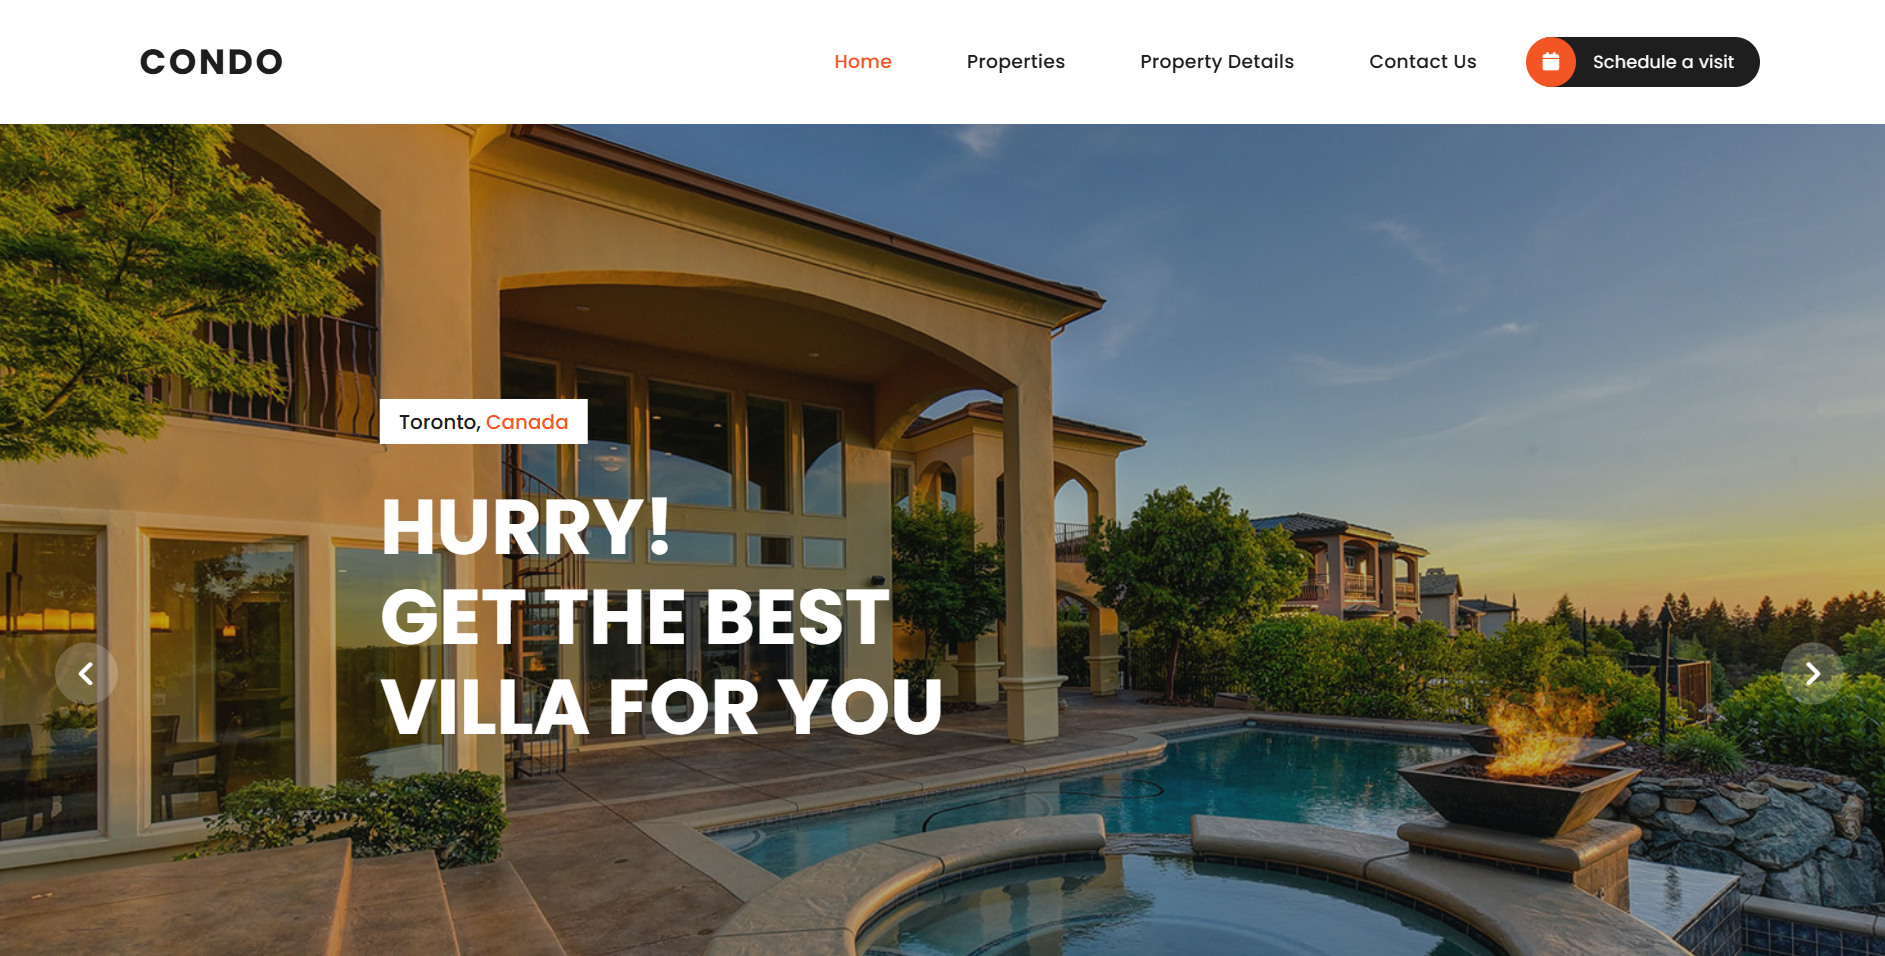 CONDO
Home
Properties
Property Details
Contact Us
Schedule a visit
Toronto, Canada
HURRY!
GET THE BEST
VILLA FOR YOU